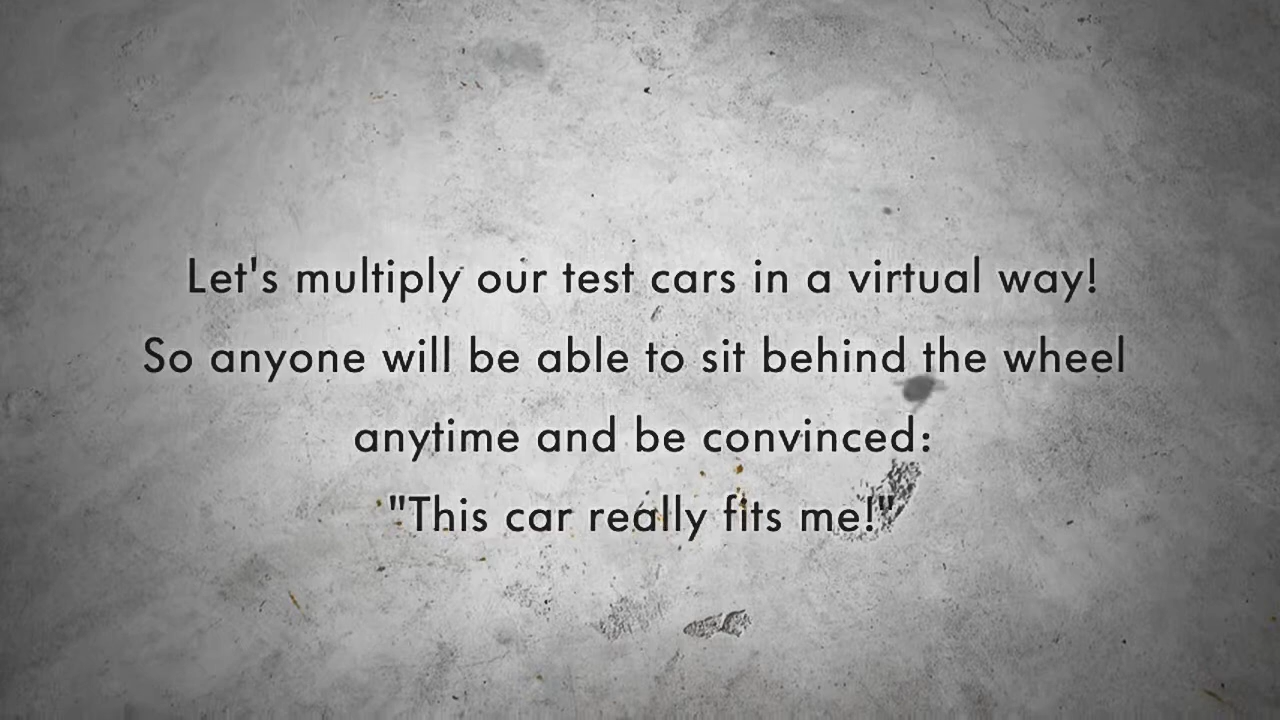 Let's multiply our test cars in a virtual way!
So anyone will be able to sit behind the wheel
anytime and be convinced:
"This car really fits me!"